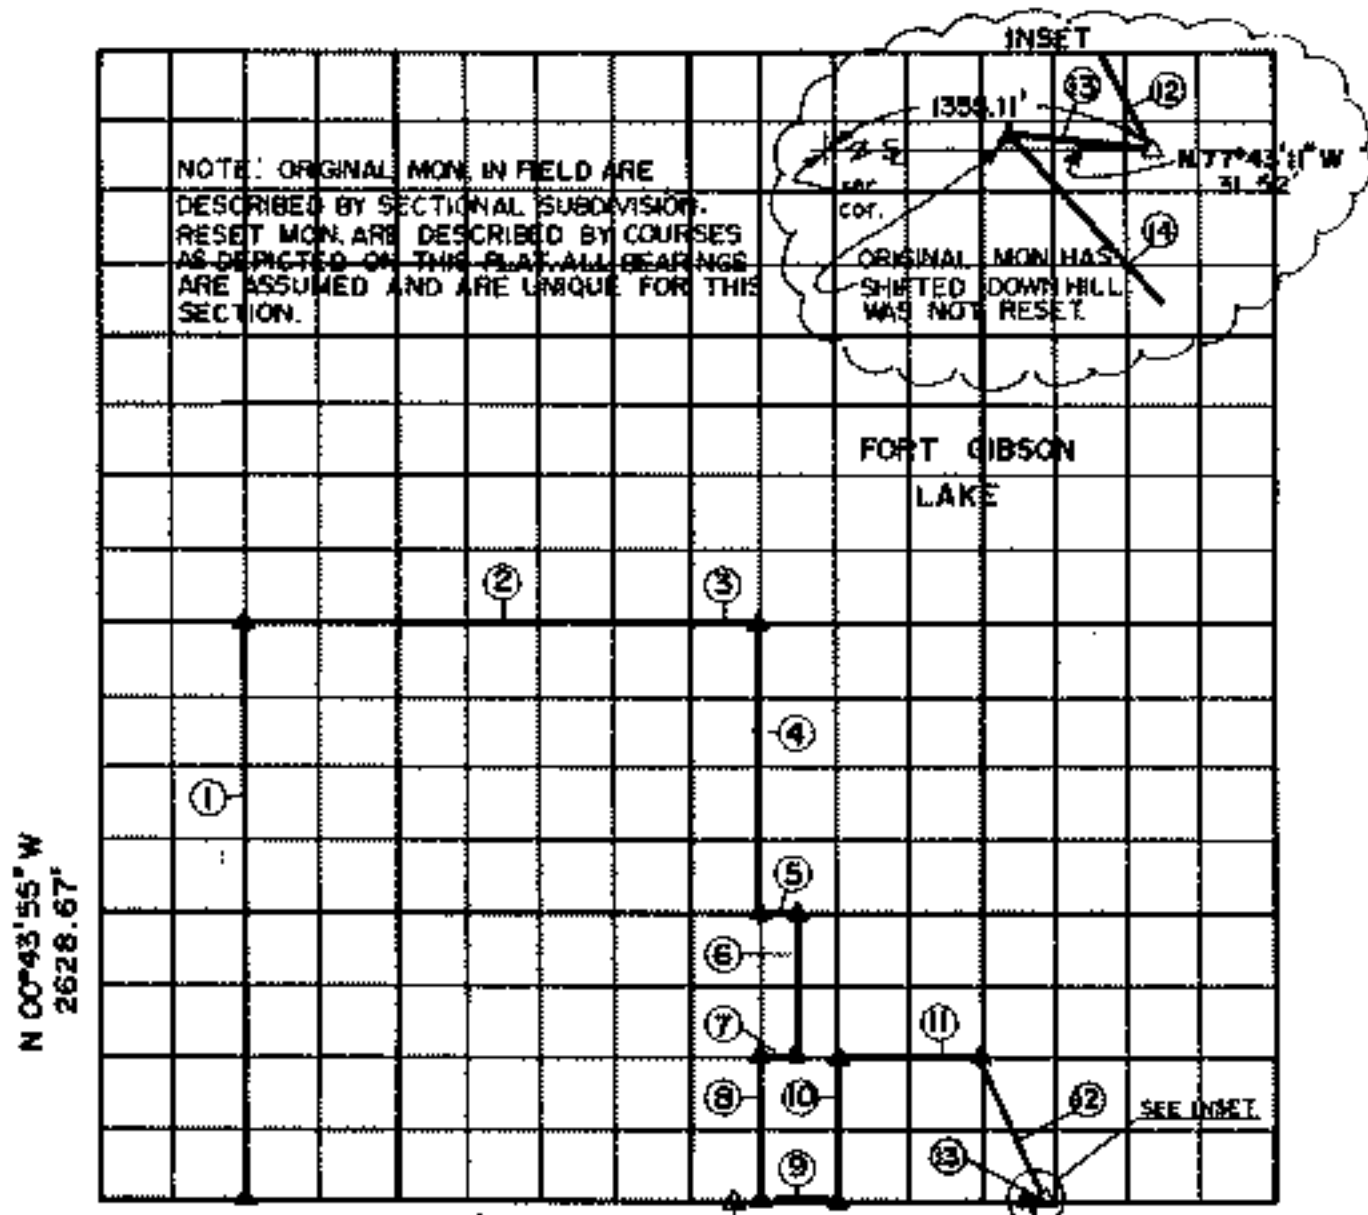 INSET
1355.11'
13
12
N 77°43'11" W
31.52'
cor.
14
ORIGINAL MON. HAS
SHIFTED DOWN HILL.
WAS NOT RESET.
NOTE: ORIGINAL MON. IN FIELD ARE
DESCRIBED BY SECTIONAL SUBDIVISION.
RESET MON. ARE DESCRIBED BY COURSES
AS DEPICTED ON THIS PLAT. ALL BEARINGS
ARE ASSUMED AND ARE UNIQUE FOR THIS
SECTION.
FORT GIBSON
LAKE
2
3
4
1
N 00°43'55" W
2628.67'
5
6
7
11
8
10
12
SEE INSET
13
9